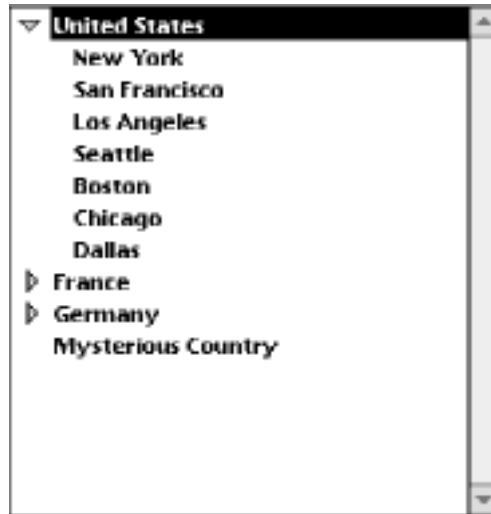 United States
New York
San Francisco
Los Angeles
Seattle
Boston
Chicago
Dallas
France
Germany
Mysterious Country